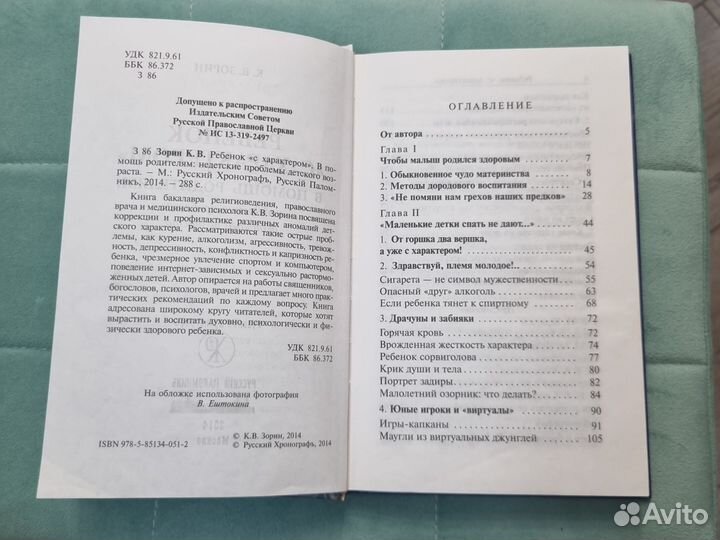 УДК 821.9.61
ББК 86.372
З 86
Допущено к распространению
Издательским Советом
Русской Православной Церкви
№ ИС 13-319-2497
З 86 Зорин К. В. Ребенок «с характером». В по-
мощь родителям: недетские проблемы детского воз-
раста. – М.: Русский Хронографъ, Русскiй Палом-
никъ, 2014. – 288 с.
Книга бакалавра религиоведения, православного
врача и медицинского психолога К.В. Зорина посвящена
коррекции и профилактике различных аномалий дет-
ского характера. Рассматриваются такие острые проб-
лемы, как курение, алкоголизм, агрессивность, тревож-
ность, депрессивность, конфликтность и капризность ре-
бенка, чрезмерное увлечение спортом и компьютером,
поведение интернет-зависимых и сексуально расторможенных детей. Автор опирается на работы священников,
богословов, психологов, врачей и предлагает много прак-
тических рекомендаций по каждому вопросу. Книга
адресована широкому кругу читателей, которые хотят
вырастить и воспитать духовно, психологически и фи-
зически здорового ребенка.
УДК 821.9.61
ББК 86.372
На обложке использована фотография
В. Ештокина
ISBN 978-5-85134-051-2
© К.В. Зорин, 2014
© Русский Хронографъ, 2014
ОГЛАВЛЕНИЕ
От автора 5
Глава I
Чтобы малыш родился здоровым 7
1. Обыкновенное чудо материнства 8
2. Методы дородового воспитания 14
3. «Не помяни нам грехов наших предков» 28
Глава II
«Маленькие детки спать не дают...» 44
1. От горшка два вершка,
а уже с характером! 45
2. Здравствуй, племя молодое!.. 54
Сигарета — не символ мужественности 55
Опасный «друг» алкоголь 63
Если ребенка тянет к спиртному 68
3. Драчуны и забияки 72
Горячая кровь 72
Врожденная жесткость характера 74
Ребенок сорвиголова 77
Крик души и тела 80
Портрет задиры 82
Малолетний озорник: что делать? 84
4. Юные игроки и «виртуалы» 90
Игры-капканы 91
Маугли из виртуальных джунглей 105
Avito